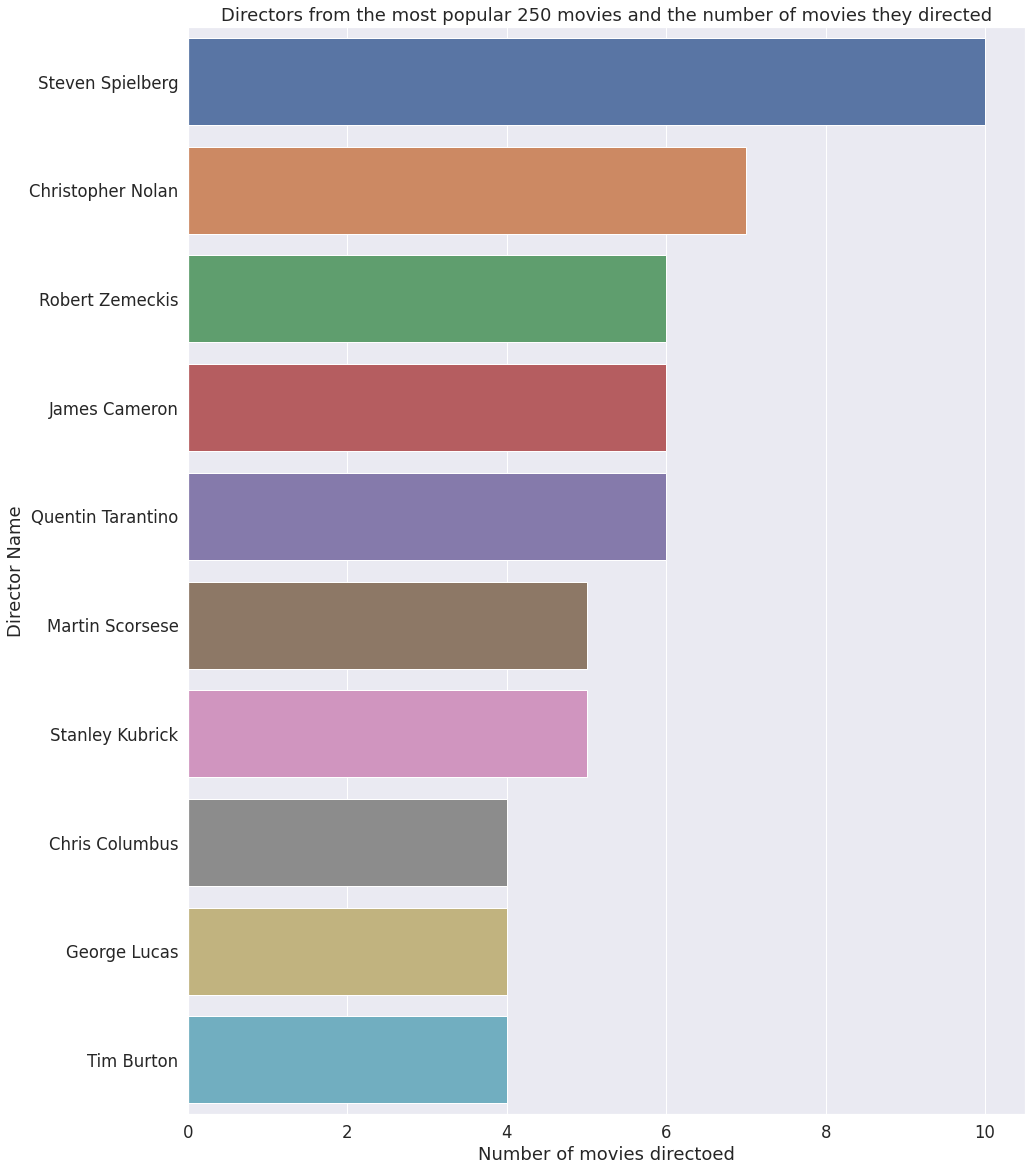 Directors from the most popular 250 movies and the number of movies they directed
Steven Spielberg
Christopher Nolan
Robert Zemeckis
James Cameron
Quentin Tarantino
Martin Scorsese
Stanley Kubrick
Chris Columbus
George Lucas
Tim Burton
Director Name
0 2 4 6 8 10
Number of movies directoed